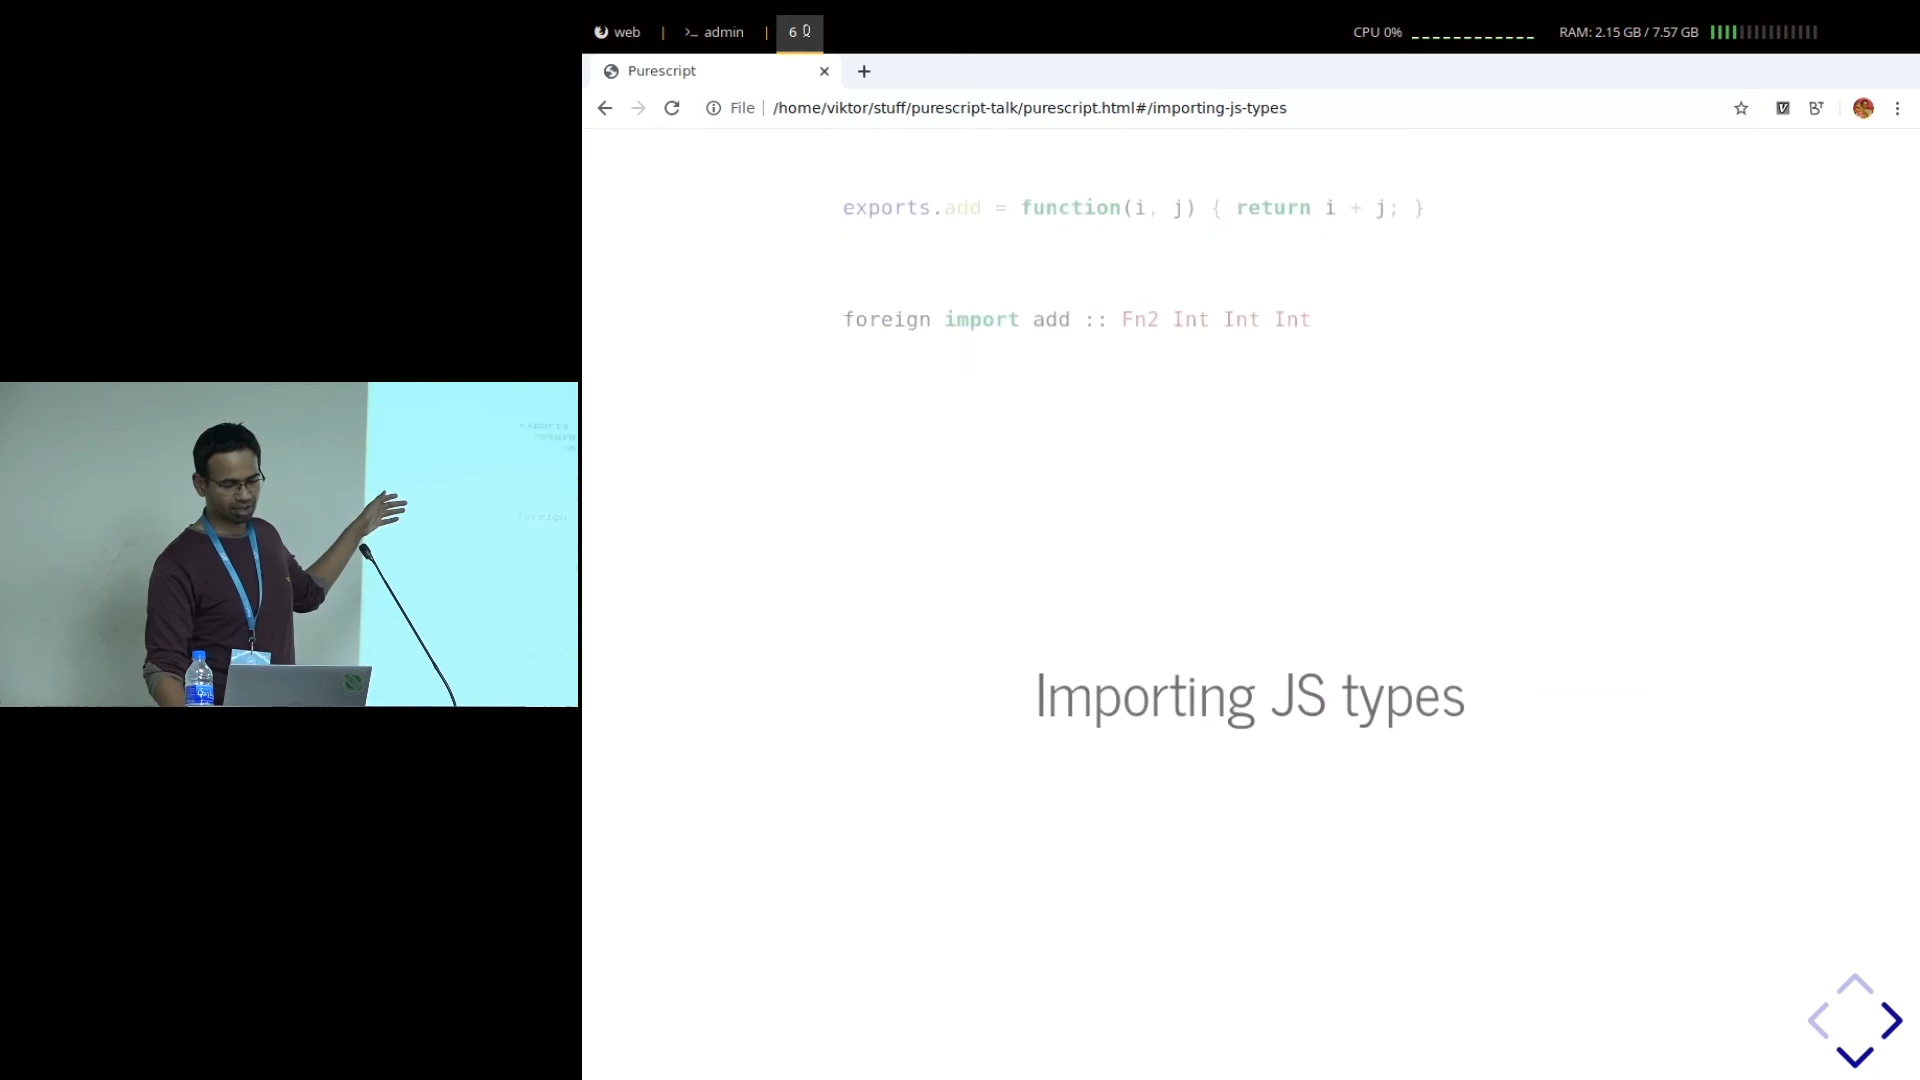 web | >_ admin | 6
CPU 0% RAM: 2.15 GB / 7.57 GB
Purescript
File /home/viktor/stuff/purescript-talk/purescript.html#/importing-js-types
exports.add = function(i, j) { return i + j; }
foreign import add :: Fn2 Int Int Int
exports
foreign
Importing JS types